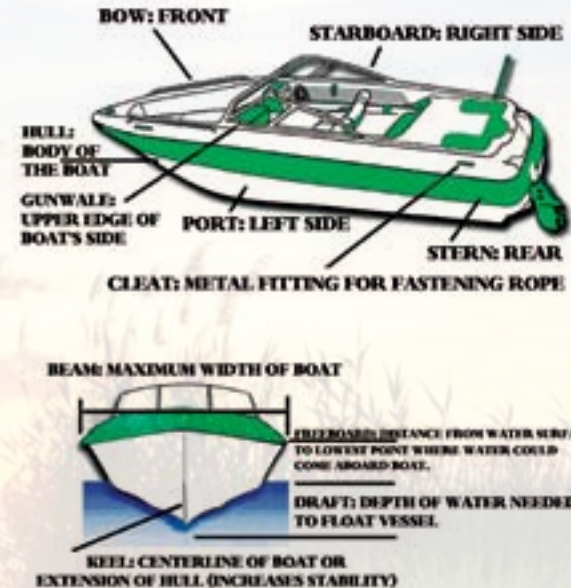 BOW: FRONT
STARBOARD: RIGHT SIDE
HULL:
BODY OF
THE BOAT
GUNWALE:
UPPER EDGE OF
BOAT'S SIDE
PORT: LEFT SIDE
STERN: REAR
CLEAT: METAL FITTING FOR FASTENING ROPE
BEAM: MAXIMUM WIDTH OF BOAT
FREEBOARD: DISTANCE FROM WATER SURF
TO LOWEST POINT WHERE WATER COULD
COME ABOARD BOAT.
DRAFT: DEPTH OF WATER NEEDED
TO FLOAT VESSEL
KEEL: CENTERLINE OF BOAT OR
EXTENSION OF HULL (INCREASES STABILITY)